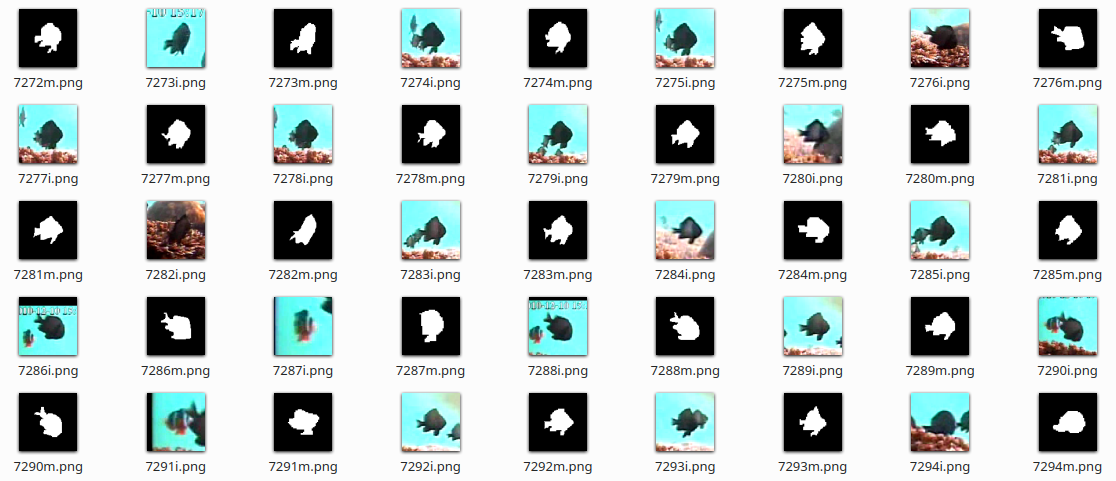 7272m.png 7273i.png 7273m.png 7274i.png 7274m.png 7275i.png 7275m.png 7276i.png 7276m.png
7277i.png 7277m.png 7278i.png 7278m.png 7279i.png 7279m.png 7280i.png 7280m.png 7281i.png
7281m.png 7282i.png 7282m.png 7283i.png 7283m.png 7284i.png 7284m.png 7285i.png 7285m.png
7286i.png 7286m.png 7287i.png 7287m.png 7288i.png 7288m.png 7289i.png 7289m.png 7290i.png
7290m.png 7291i.png 7291m.png 7292i.png 7292m.png 7293i.png 7293m.png 7294i.png 7294m.png